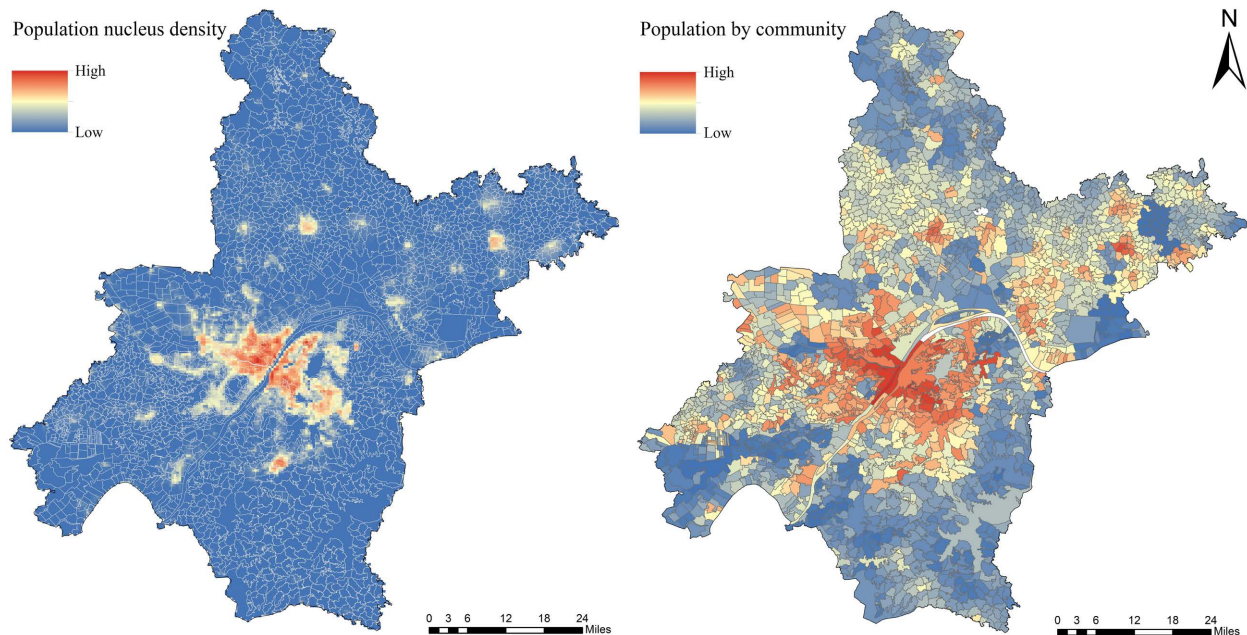 Population nucleus density
High
Low
0 3 6 12 18 24
Miles
Population by community
High
Low
N
0 3 6 12 18 24
Miles